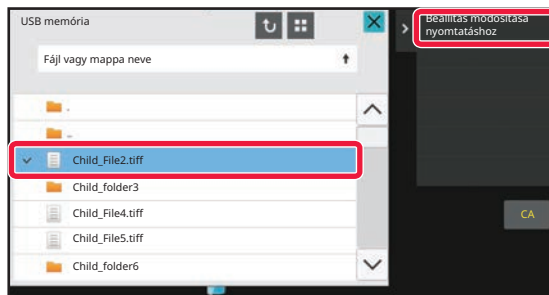 USB memória
Beállítás módosítása
nyomtatáshoz
Fájl vagy mappa neve
.
..
Child_File2.tiff
Child_folder3
Child_File4.tiff
Child_File5.tiff
Child_folder6
CA